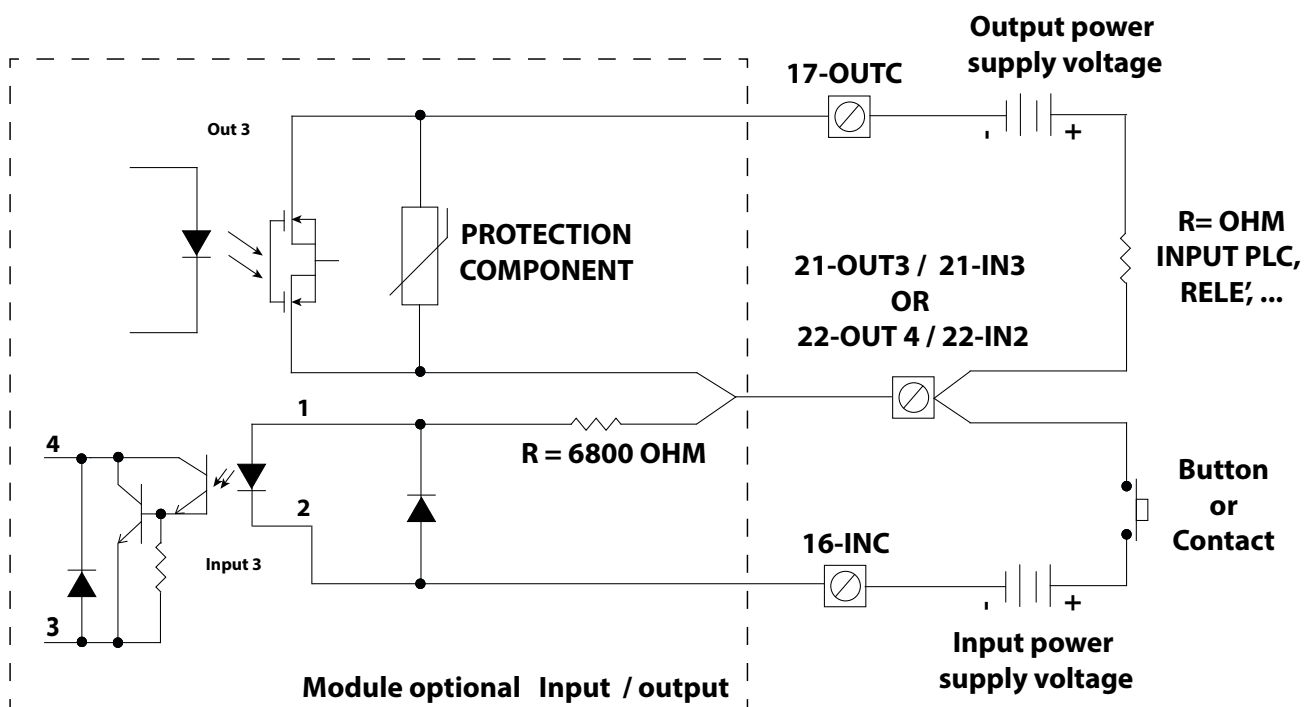 Output power
supply voltage
17-OUTC
- +
Out 3
PROTECTION
COMPONENT
R= OHM
INPUT PLC,
RELE', ...
21-OUT3 / 21-IN3
OR
22-OUT 4 / 22-IN2
1
R = 6800 OHM
4
2
Button
or
Contact
16-INC
Input 3
- +
3
Input power
supply voltage
Module optional Input / output